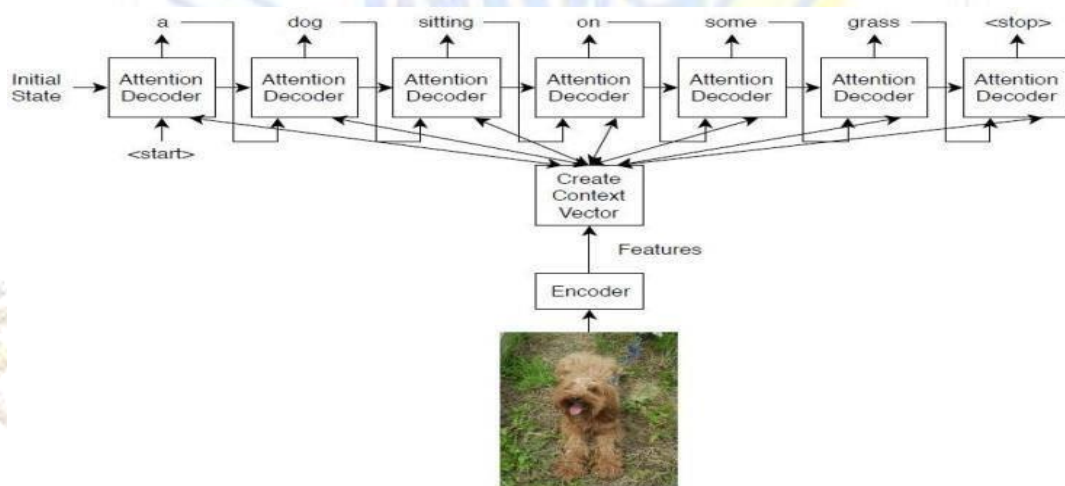 a dog sitting on some grass <stop>
Initial State
Attention Decoder
Attention Decoder
Attention Decoder
Attention Decoder
Attention Decoder
Attention Decoder
Attention Decoder
<start>
Create
Context
Vector
Features
Encoder